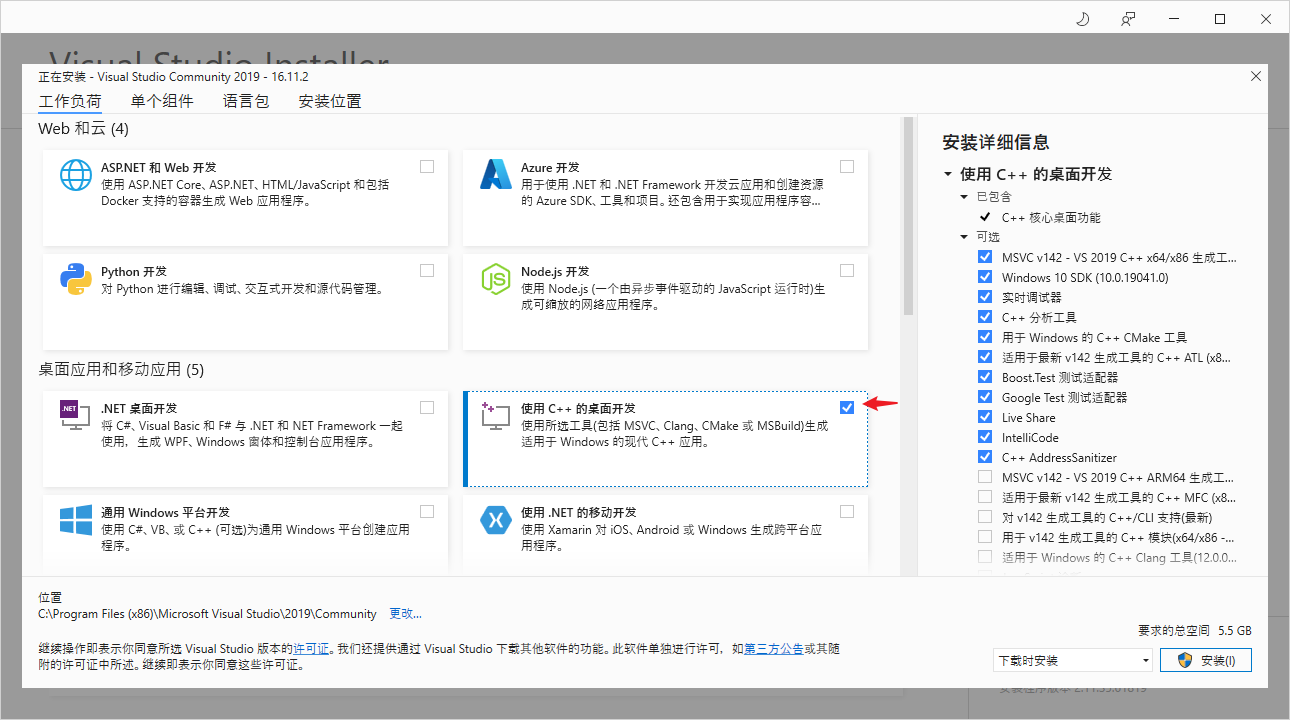 Visual Studio Installer
正在安装 - Visual Studio Community 2019 - 16.11.2
工作负荷 单个组件 语言包 安装位置
Web 和云 (4)
ASP.NET 和 Web 开发
使用 ASP.NET Core、ASP.NET、HTML/JavaScript 和包括
Docker 支持的容器生成 Web 应用程序。
Azure 开发
用于使用 .NET 和 .NET Framework 开发云应用和创建资源
的 Azure SDK、工具和项目。还包含用于实现应用程序容...
Python 开发
对 Python 进行编辑、调试、交互式开发和源代码管理。
Node.js 开发
使用 Node.js (一个由异步事件驱动的 JavaScript 运行时)生
成可缩放的网络应用程序。
桌面应用和移动应用 (5)
.NET
.NET 桌面开发
将 C#、Visual Basic 和 F# 与 .NET 和 NET Framework 一起
使用，生成 WPF、Windows 窗体和控制台应用程序。
使用 C++ 的桌面开发
使用所选工具(包括 MSVC、Clang、CMake 或 MSBuild)生成
适用于 Windows 的现代 C++ 应用。
通用 Windows 平台开发
使用 C#、VB、或 C++ (可选)为通用 Windows 平台创建应用
程序。
使用 .NET 的移动开发
使用 Xamarin 对 iOS、Android 或 Windows 生成跨平台应
用程序。
安装详细信息
使用 C++ 的桌面开发
已包含
C++ 核心桌面功能
可选
MSVC v142 - VS 2019 C++ x64/x86 生成工...
Windows 10 SDK (10.0.19041.0)
实时调试器
C++ 分析工具
用于 Windows 的 C++ CMake 工具
适用于最新 v142 生成工具的 C++ ATL (x8...
Boost.Test 测试适配器
Google Test 测试适配器
Live Share
IntelliCode
C++ AddressSanitizer
MSVC v142 - VS 2019 C++ ARM64 生成工...
适用于最新 v142 生成工具的 C++ MFC (x8...
对 v142 生成工具的 C++/CLI 支持(最新)
用于 v142 生成工具的 C++ 模块(x64/x86 -...
适用于 Windows 的 C++ Clang 工具(12.0.0...
位置
C:\Program Files (x86)\Microsoft Visual Studio\2019\Community 更改...
继续操作即表示你同意所选 Visual Studio 版本的许可证。我们还提供通过 Visual Studio 下载其他软件的功能。此软件单独进行许可，如第三方公告或其随
附的许可证中所述。继续即表示你同意这些许可证。
要求的总空间 5.5 GB
下载时安装
安装(I)